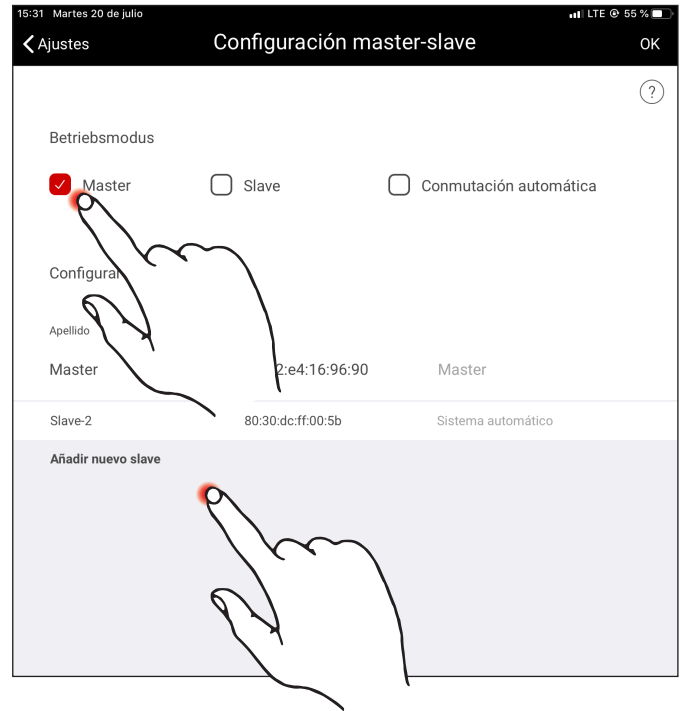 15:31 Martes 20 de julio LTE 55 %
Ajustes Configuración master-slave OK
?
Betriebsmodus
Master Slave Conmutación automática
Configurar
Apellido
Master 2:e4:16:96:90 Master
Slave-2 80:30:dc:ff:00:5b Sistema automático
Añadir nuevo slave